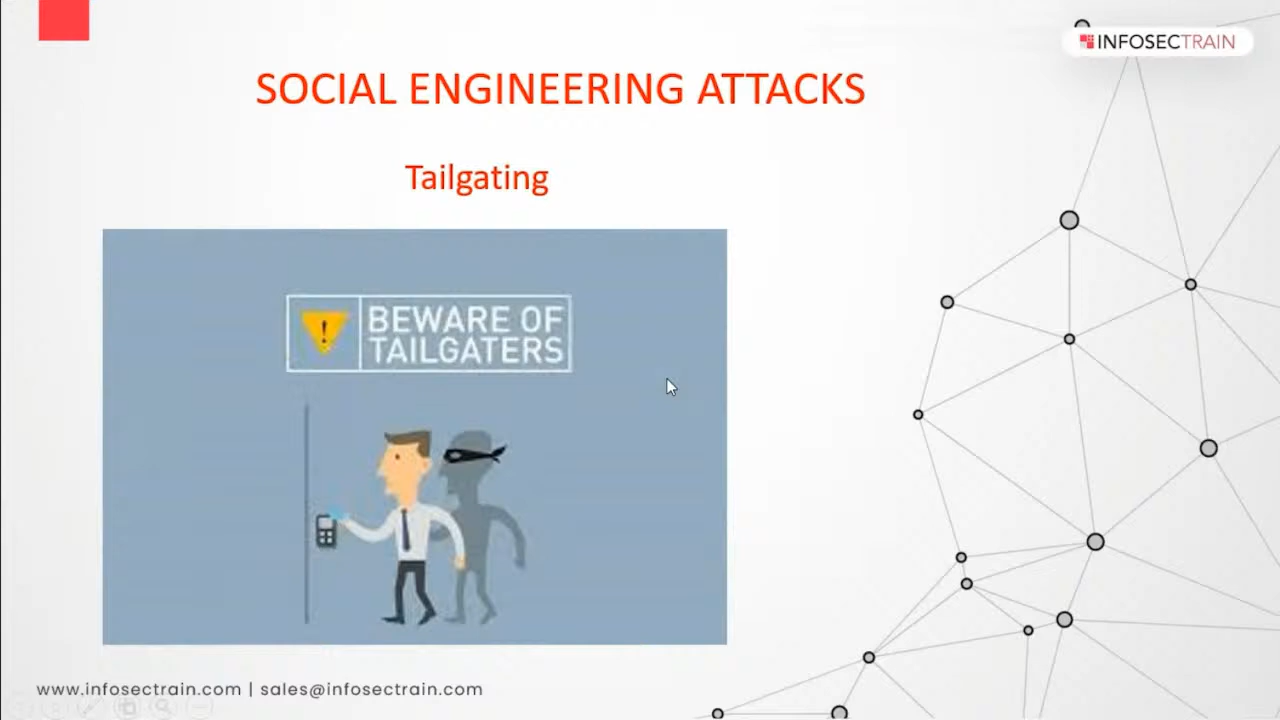 INFOSECTRAIN
SOCIAL ENGINEERING ATTACKS
Tailgating
! BEWARE OF
TAILGATERS
www.infosectrain.com | sales@infosectrain.com